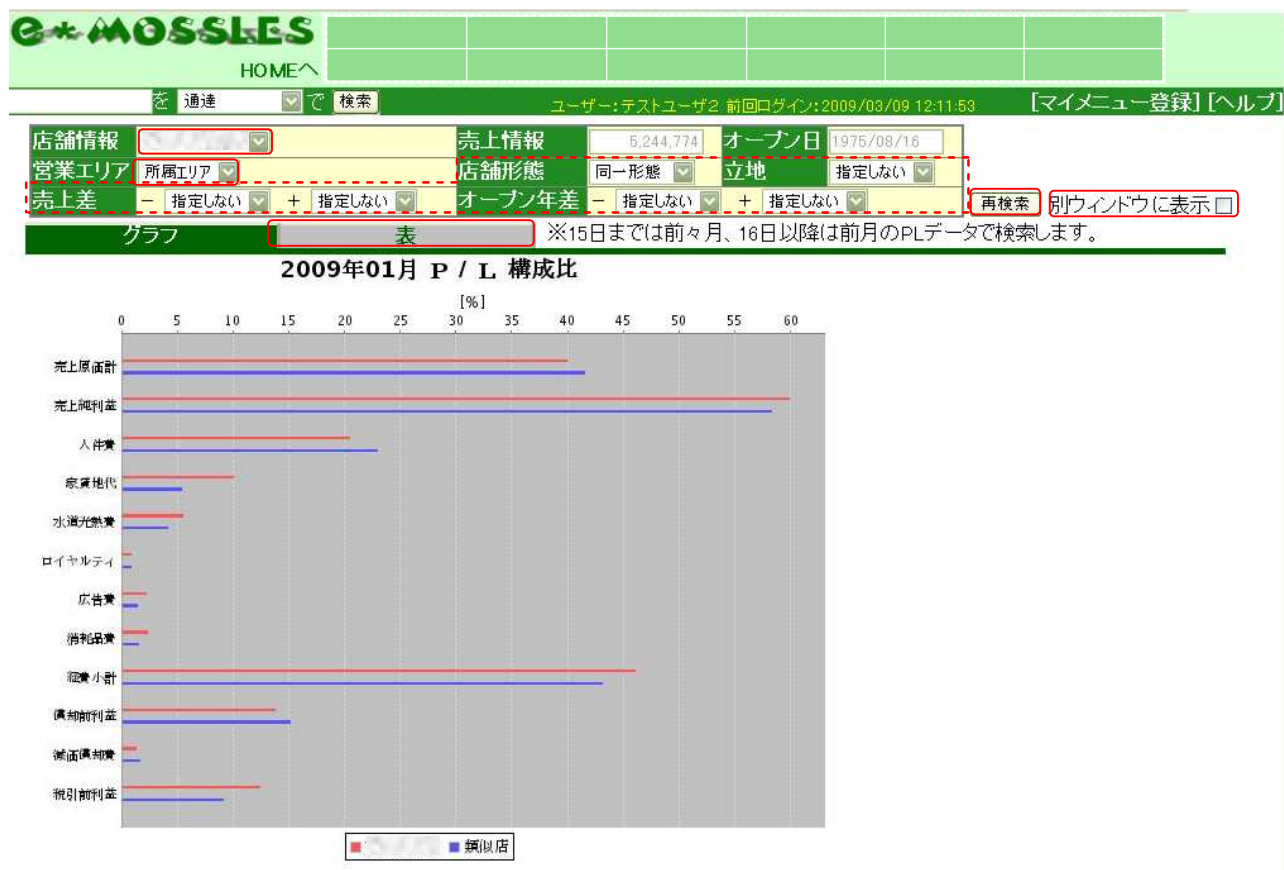 e*MOSSLES
HOMEへ
を 通達 で 検索 ユーザー:テストユーザ2 前回ログイン:2009/03/09 12:11:53 [マイメニュー登録] [ヘルプ]
店舗情報 売上情報 5,244,774 オープン日 1975/08/16
営業エリア 所属エリア 店舗形態 同一形態 立地 指定しない
売上差 － 指定しない ＋ 指定しない オープン年差 － 指定しない ＋ 指定しない 再検索 別ウィンドウに表示
グラフ 表 ※15日までは前々月、16日以降は前月のPLデータで検索します。
2009年01月 P / L 構成比
[%]
0 5 10 15 20 25 30 35 40 45 50 55 60
売上原価計
売上純利益
人件費
家賃地代
水道光熱費
ロイヤルティ
広告費
消耗品費
経費小計
償却前利益
減価償却費
税引前利益
類似店